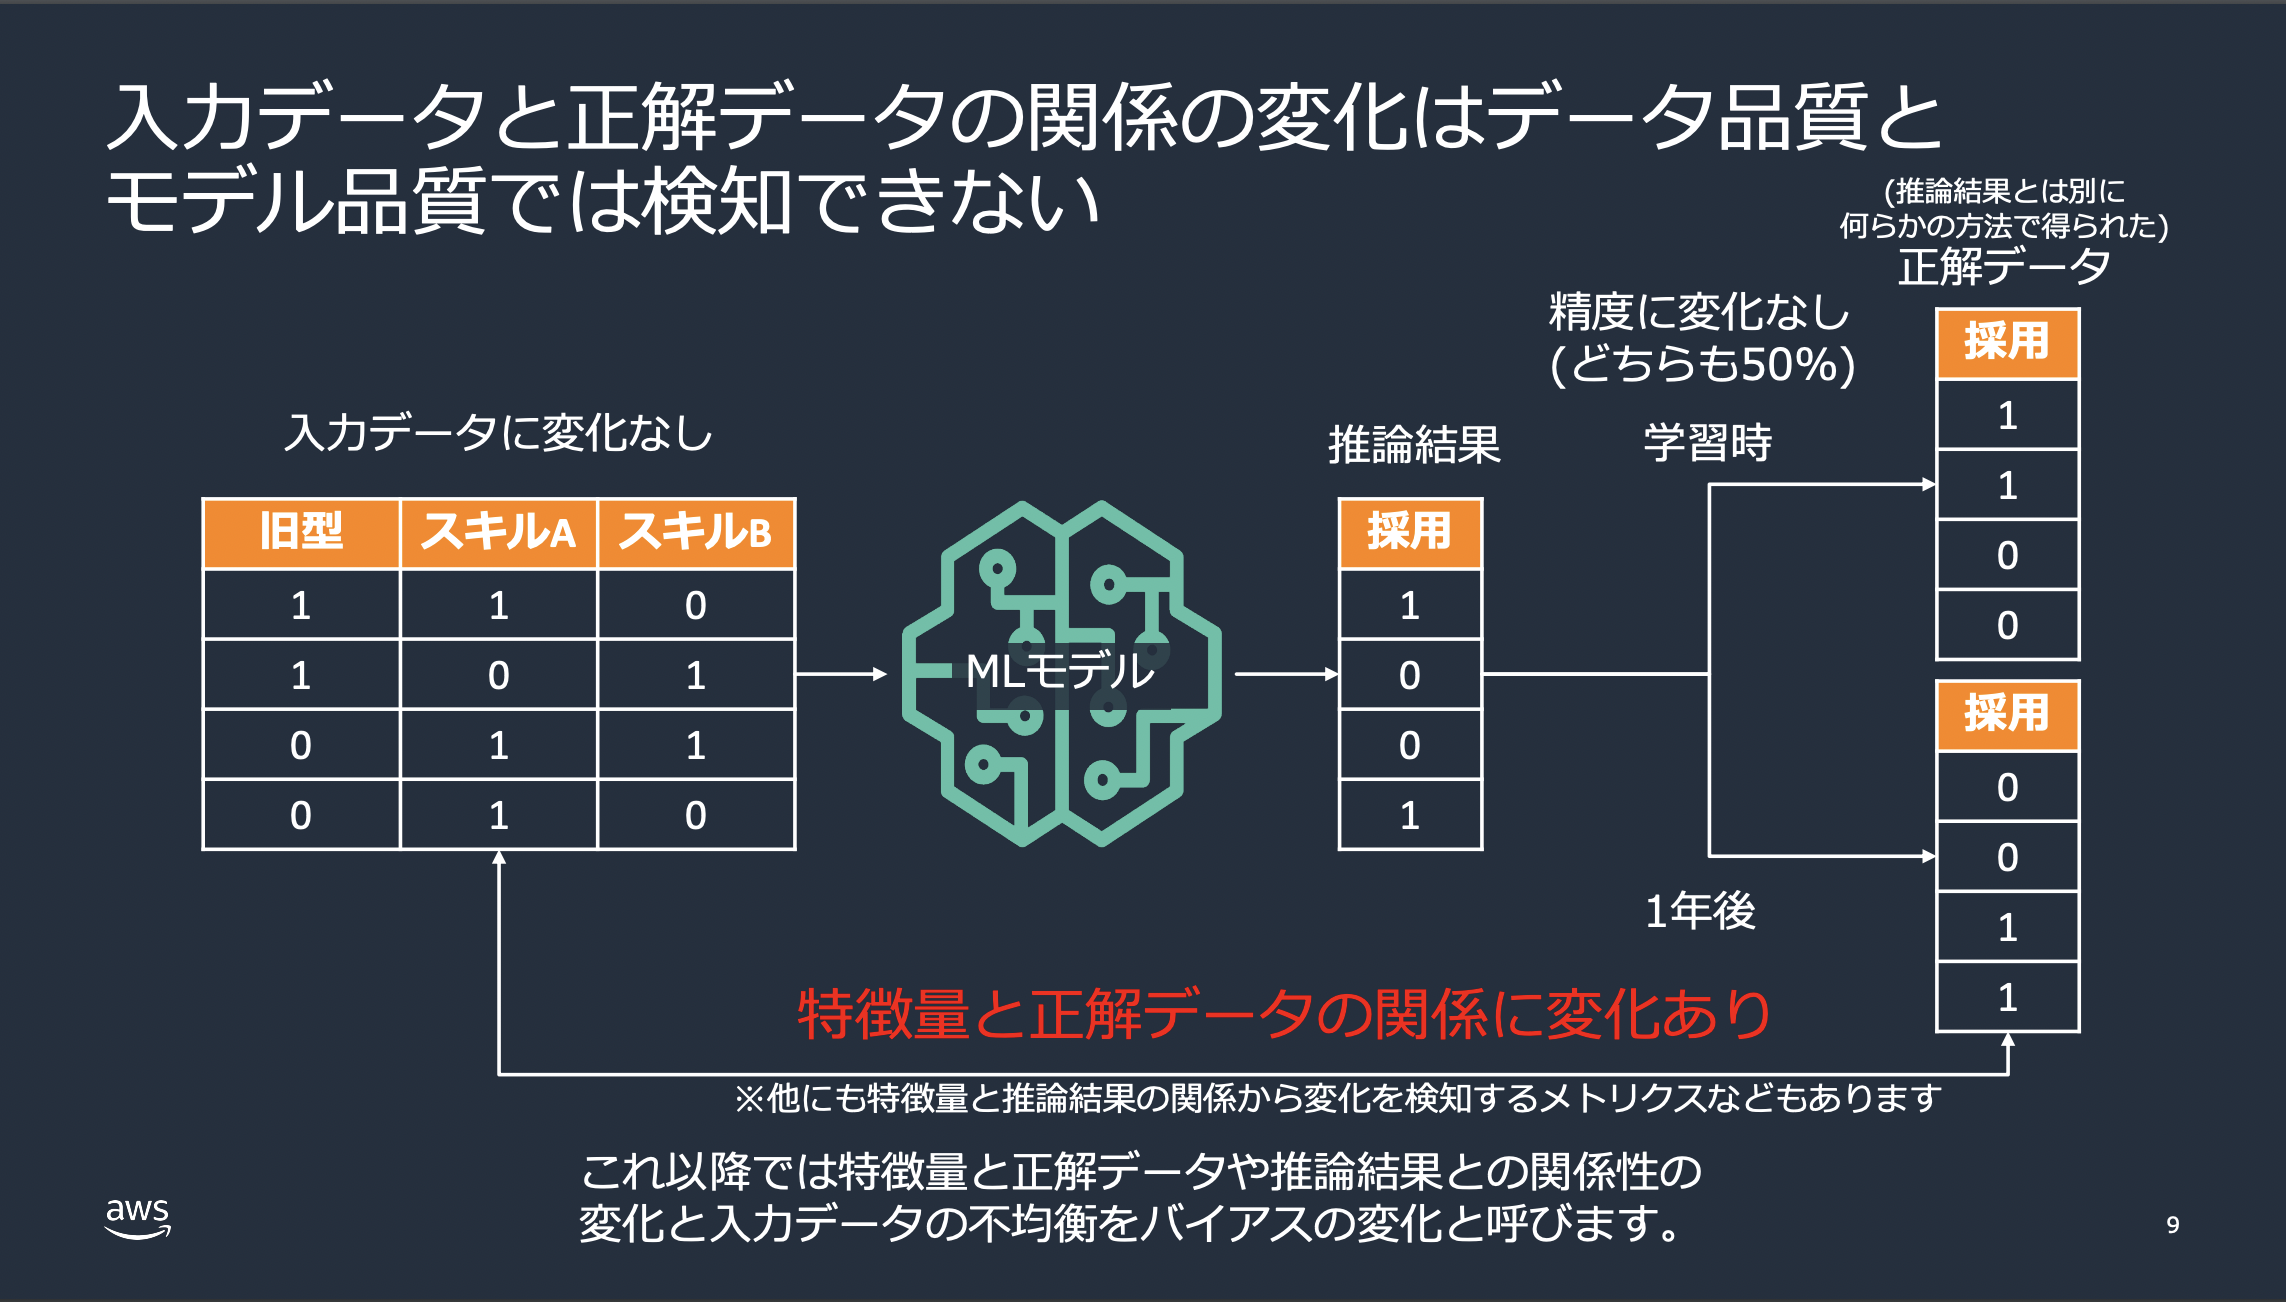 入力データと正解データの関係の変化はデータ品質と
モデル品質では検知できない
(推論結果とは別に
何らかの方法で得られた)
正解データ
精度に変化なし
(どちらも50%)
入力データに変化なし
旧型 スキルA スキルB
1 1 0
1 0 1
0 1 1
0 1 0
MLモデル
推論結果
採用
1
0
0
1
学習時
採用
1
1
0
0
1年後
採用
0
0
1
1
特徴量と正解データの関係に変化あり
※他にも特徴量と推論結果の関係から変化を検知するメトリクスなどもあります
これ以降では特徴量と正解データや推論結果との関係性の
変化と入力データの不均衡をバイアスの変化と呼びます。
aws
9